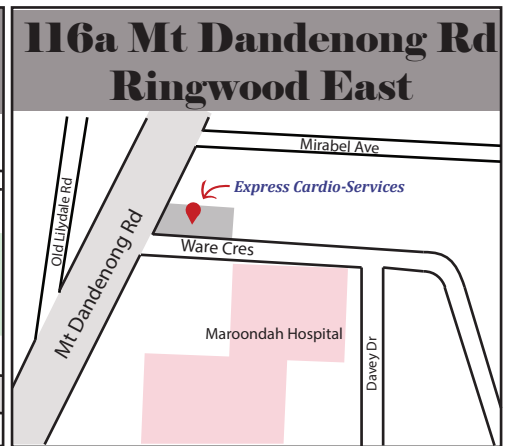 116a Mt Dandenong Rd
Ringwood East
Mirabel Ave
Express Cardio-Services
Old Lilydale Rd
Mt Dandenong Rd
Ware Cres
Maroondah Hospital
Davey Dr